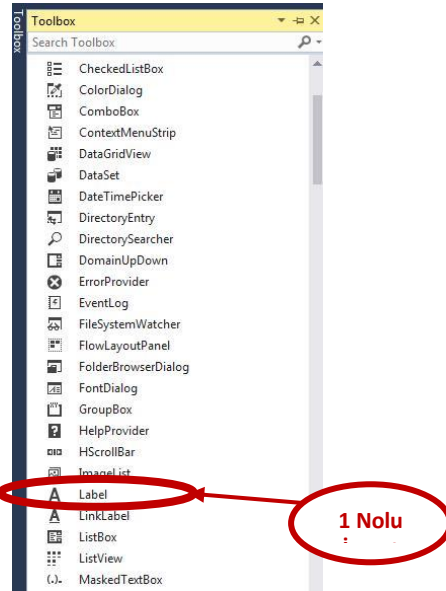 Toolbox
Toolbox
Search Toolbox
CheckedListBox
ColorDialog
ComboBox
ContextMenuStrip
DataGridView
DataSet
DateTimePicker
DirectoryEntry
DirectorySearcher
DomainUpDown
ErrorProvider
EventLog
FileSystemWatcher
FlowLayoutPanel
FolderBrowserDialog
FontDialog
GroupBox
HelpProvider
HScrollBar
ImageList
Label
LinkLabel
ListBox
ListView
MaskedTextBox
1 Nolu